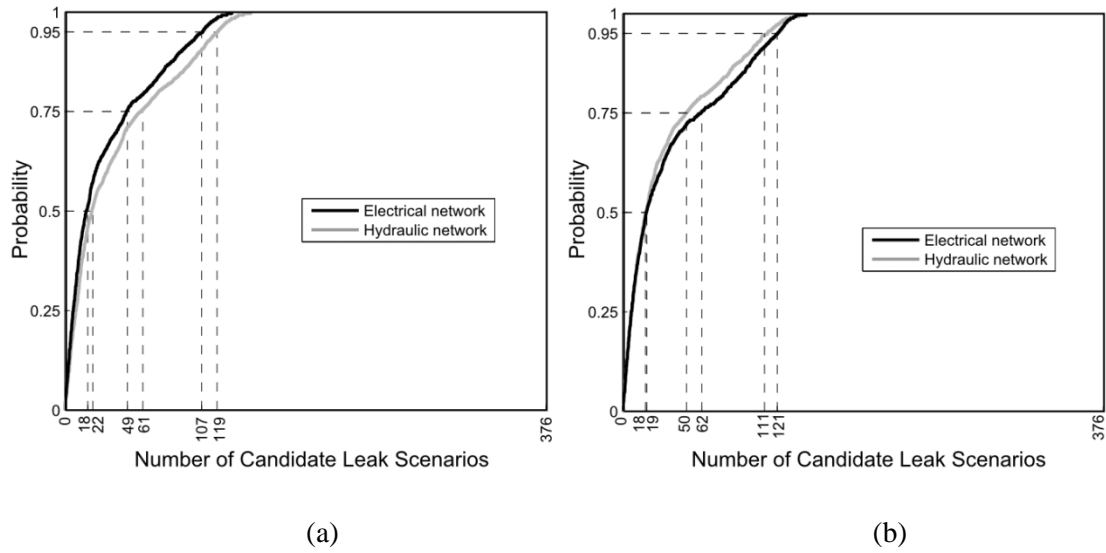 1
0.95
0.75
0.5
0.25
0
Probability
Electrical network
Hydraulic network
0 18 22 49 61 107 119 376
Number of Candidate Leak Scenarios
(a)
1
0.95
0.75
0.5
0.25
0
Probability
Electrical network
Hydraulic network
0 18 19 50 62 111 121 376
Number of Candidate Leak Scenarios
(b)